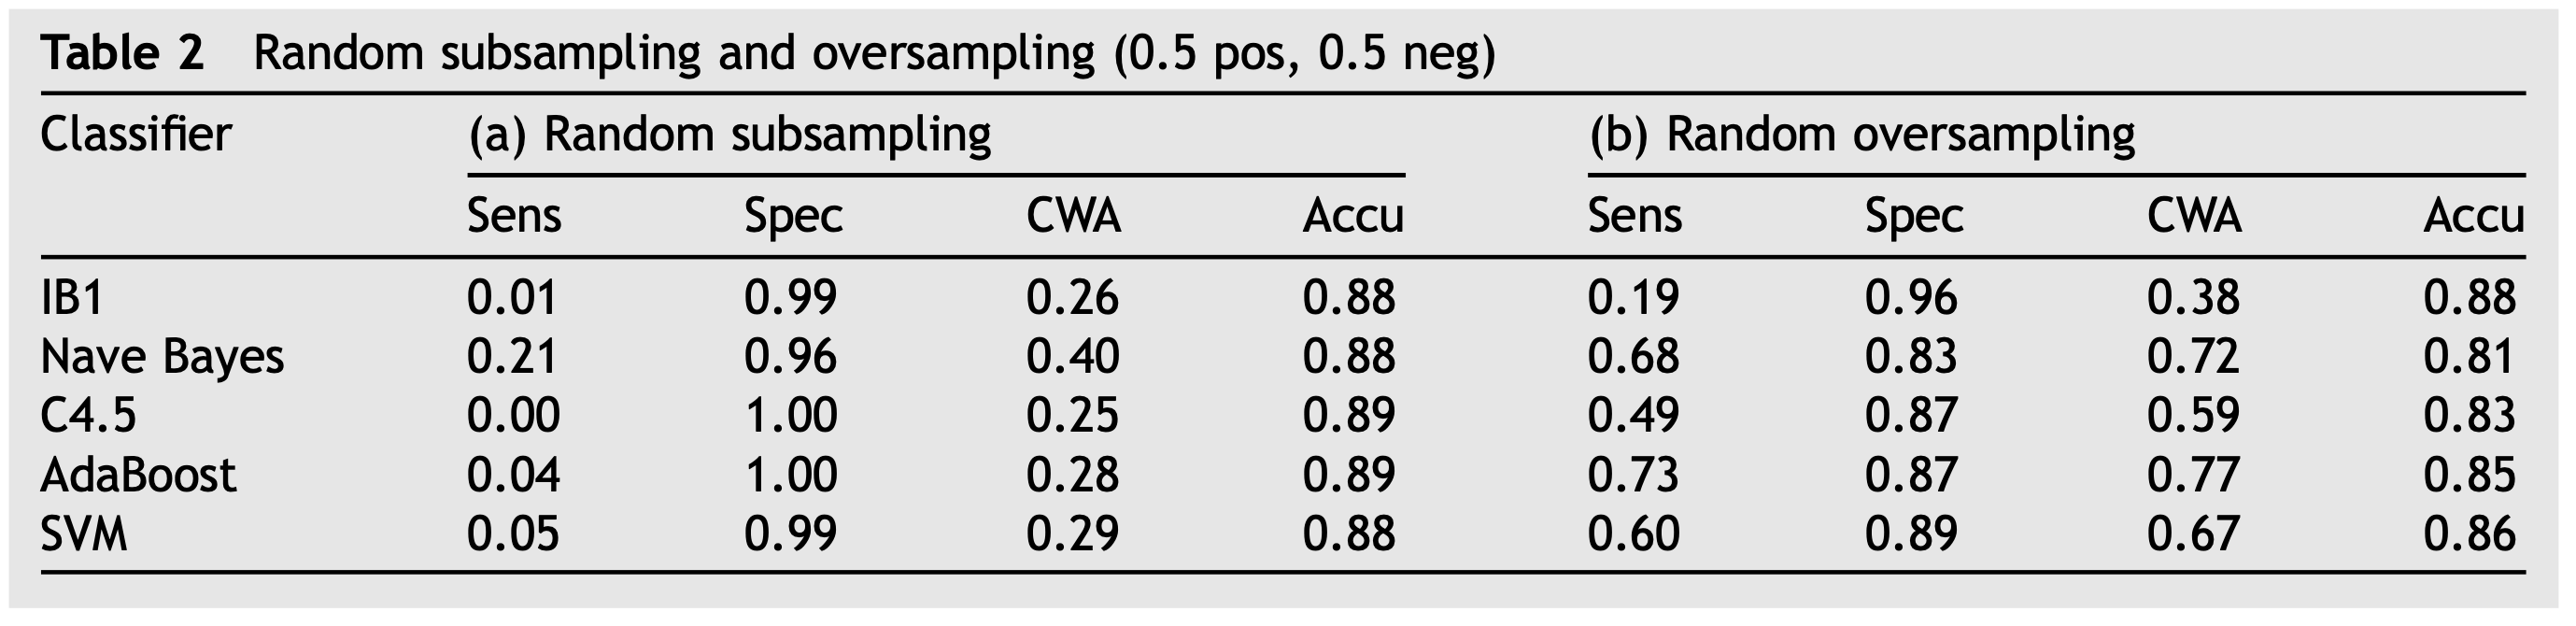 Table 2 Random subsampling and oversampling (0.5 pos, 0.5 neg)
Classifier (a) Random subsampling (b) Random oversampling
Sens Spec CWA Accu Sens Spec CWA Accu
IB1 0.01 0.99 0.26 0.88 0.19 0.96 0.38 0.88
Nave Bayes 0.21 0.96 0.40 0.88 0.68 0.83 0.72 0.81
C4.5 0.00 1.00 0.25 0.89 0.49 0.87 0.59 0.83
AdaBoost 0.04 1.00 0.28 0.89 0.73 0.87 0.77 0.85
SVM 0.05 0.99 0.29 0.88 0.60 0.89 0.67 0.86